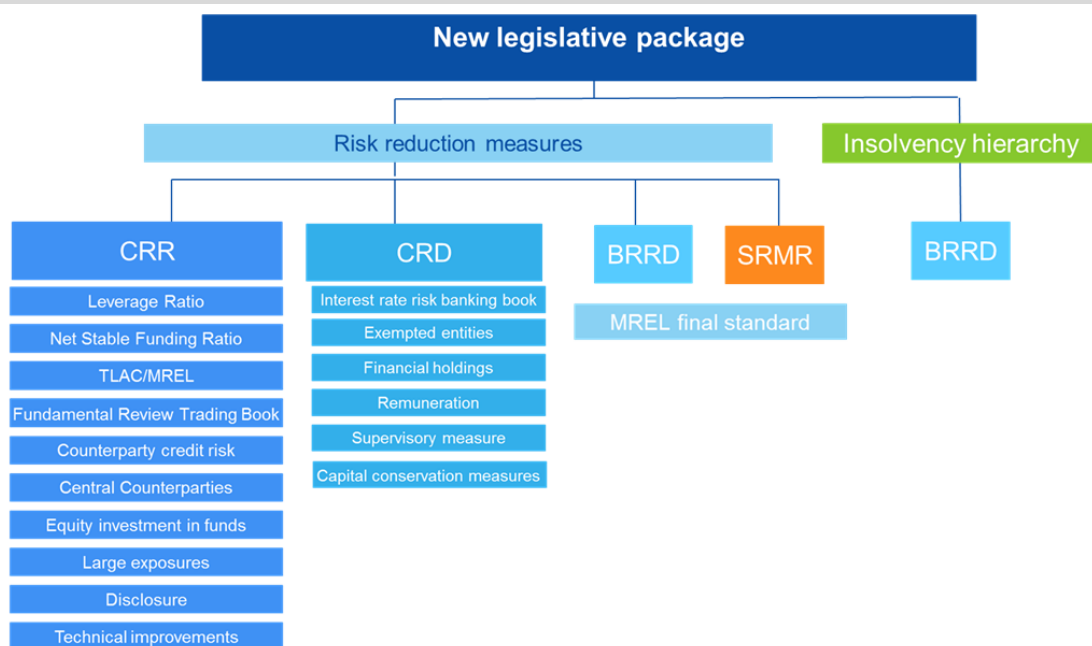 New legislative package
Risk reduction measures
Insolvency hierarchy
CRR
CRD
BRRD
SRMR
BRRD
Leverage Ratio
Net Stable Funding Ratio
TLAC/MREL
Fundamental Review Trading Book
Counterparty credit risk
Central Counterparties
Equity investment in funds
Large exposures
Disclosure
Technical improvements
Interest rate risk banking book
Exempted entities
Financial holdings
Remuneration
Supervisory measure
Capital conservation measures
MREL final standard